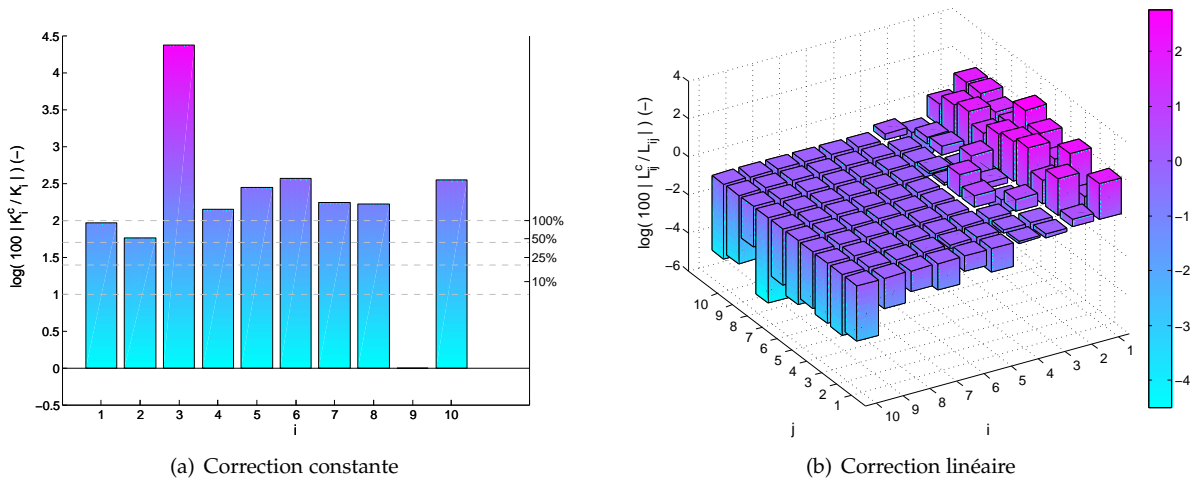 4.5
4
3.5
3
2.5
2
1.5
1
0.5
0
−0.5
log( 100 | K_i^c / K_i | ) (−)
100%
50%
25%
10%
1 2 3 4 5 6 7 8 9 10
i
(a) Correction constante
4
2
0
−2
−4
−6
log( 100 | L_ij^c / L_ij | ) (−)
10 9 8 7 6 5 4 3 2 1
j
10 9 8 7 6 5 4 3 2 1
i
2
1
0
−1
−2
−3
−4
(b) Correction linéaire